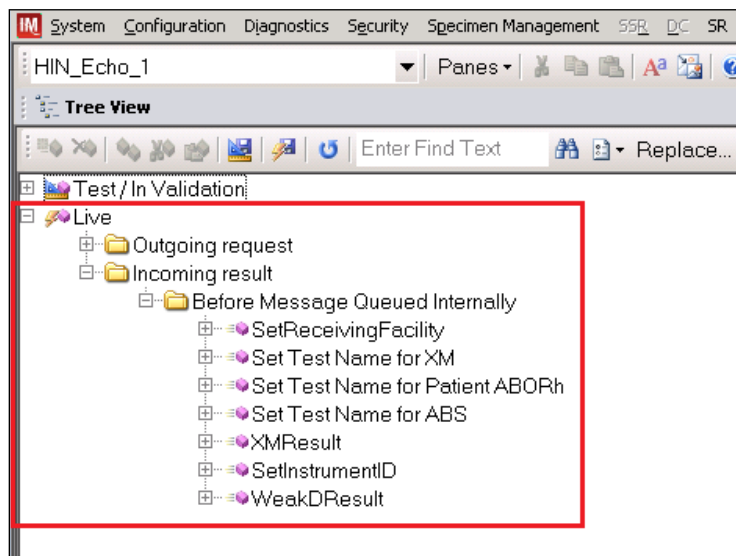 IM System Configuration Diagnostics Security Specimen Management SSR DC SR
HIN_Echo_1 Panes Aa
Tree View
Enter Find Text Replace...
Test / In Validation
Live
Outgoing request
Incoming result
Before Message Queued Internally
SetReceivingFacility
Set Test Name for XM
Set Test Name for Patient ABORh
Set Test Name for ABS
XMResult
SetInstrumentID
WeakDResult